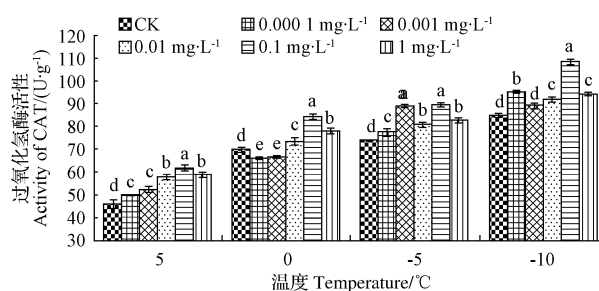 CK 0.000 1 mg·L-1 0.001 mg·L-1
0.01 mg·L-1 0.1 mg·L-1 1 mg·L-1
过氧化氢酶活性
Activity of CAT/(U·g-1)
120
110
100
90
80
70
60
50
40
30
d c c b a b
d e e c a b
d c a b a b
d b c c a c
5 0 -5 -10
温度 Temperature/℃